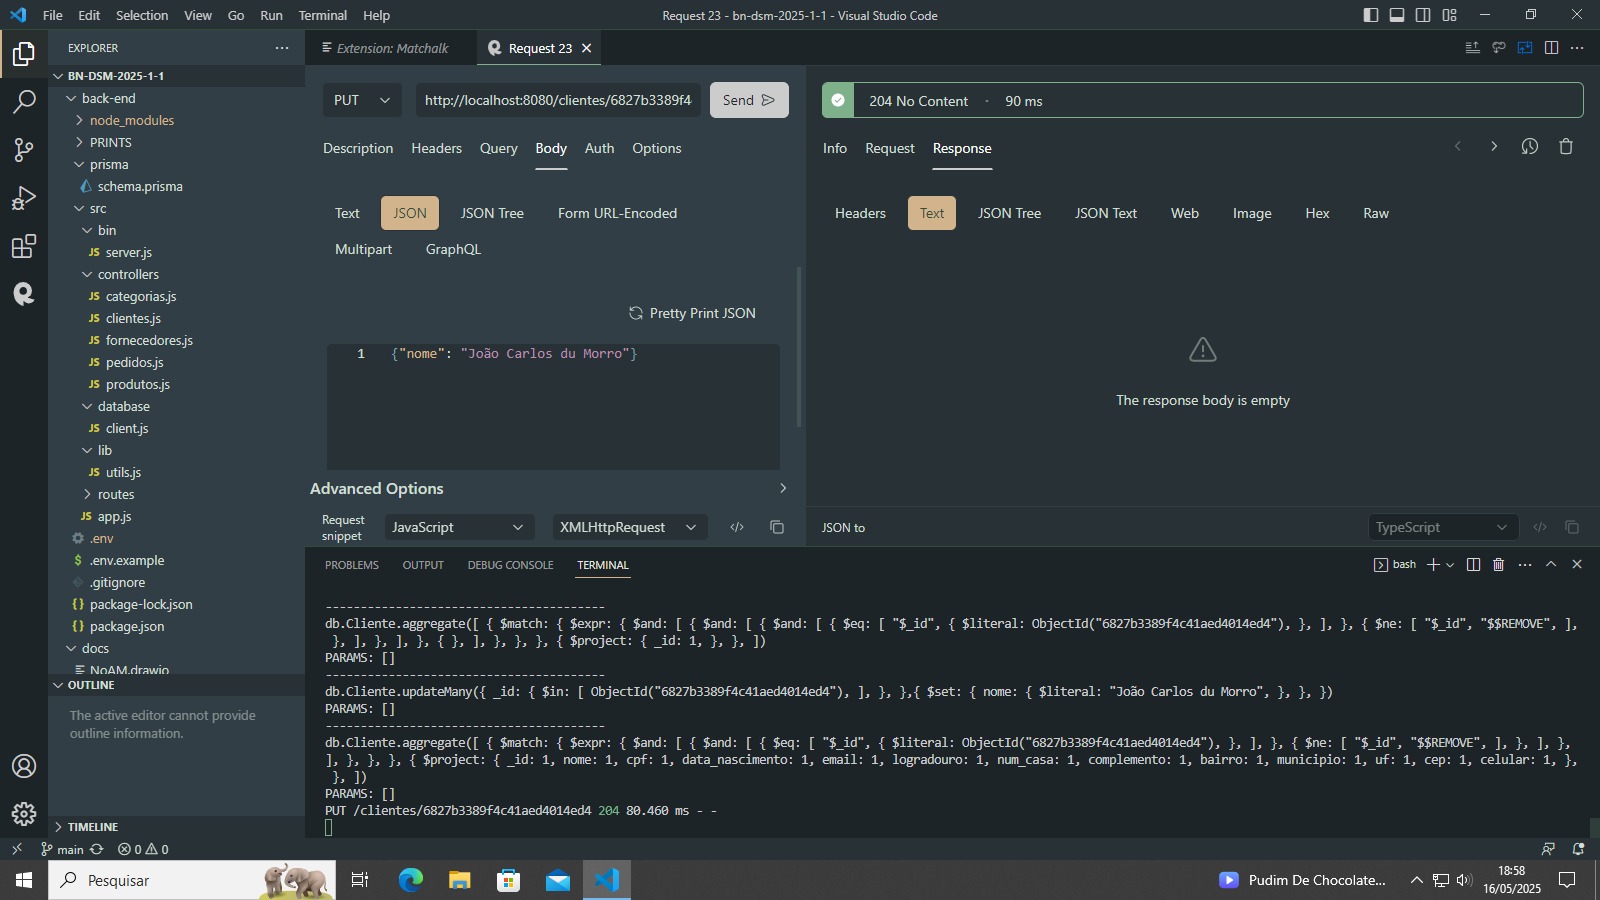 File Edit Selection View Go Run Terminal Help
Request 23 - bn-dsm-2025-1-1 - Visual Studio Code
EXPLORER
BN-DSM-2025-1-1
back-end
node_modules
PRINTS
prisma
schema.prisma
src
bin
JS server.js
controllers
JS categorias.js
JS clientes.js
JS fornecedores.js
JS pedidos.js
JS produtos.js
database
JS client.js
lib
JS utils.js
routes
JS app.js
.env
$ .env.example
.gitignore
{} package-lock.json
{} package.json
docs
NoAM.drawio
OUTLINE
The active editor cannot provide
outline information.
TIMELINE
Extension: Matchalk
Request 23
PUT
http://localhost:8080/clientes/6827b3389f4
Send
Description Headers Query Body Auth Options
Text JSON JSON Tree Form URL-Encoded
Multipart GraphQL
Pretty Print JSON
1 {"nome": "João Carlos du Morro"}
Advanced Options
Request
snippet
JavaScript
XMLHttpRequest
204 No Content · 90 ms
Info Request Response
Headers Text JSON Tree JSON Text Web Image Hex Raw
The response body is empty
JSON to
TypeScript
PROBLEMS OUTPUT DEBUG CONSOLE TERMINAL
bash
----------------------------------------
db.Cliente.aggregate([ { $match: { $expr: { $and: [ { $and: [ { $and: [ { $eq: [ "$_id", { $literal: ObjectId("6827b3389f4c41aed4014ed4"), }, ], }, { $ne: [ "$_id", "$$REMOVE", ],
}, ], }, ], }, { }, ], }, }, }, { $project: { _id: 1, }, }, ])
PARAMS: []
----------------------------------------
db.Cliente.updateMany({ _id: { $in: [ ObjectId("6827b3389f4c41aed4014ed4"), ], }, },{ $set: { nome: { $literal: "João Carlos du Morro", }, }, })
PARAMS: []
----------------------------------------
db.Cliente.aggregate([ { $match: { $expr: { $and: [ { $and: [ { $eq: [ "$_id", { $literal: ObjectId("6827b3389f4c41aed4014ed4"), }, ], }, { $ne: [ "$_id", "$$REMOVE", ], }, ], },
], }, }, }, { $project: { _id: 1, nome: 1, cpf: 1, data_nascimento: 1, email: 1, logradouro: 1, num_casa: 1, complemento: 1, bairro: 1, municipio: 1, uf: 1, cep: 1, celular: 1, },
}, ])
PARAMS: []
PUT /clientes/6827b3389f4c41aed4014ed4 204 80.460 ms - -
main 0 0
Pesquisar
Pudim De Chocolate...
18:58
16/05/2025